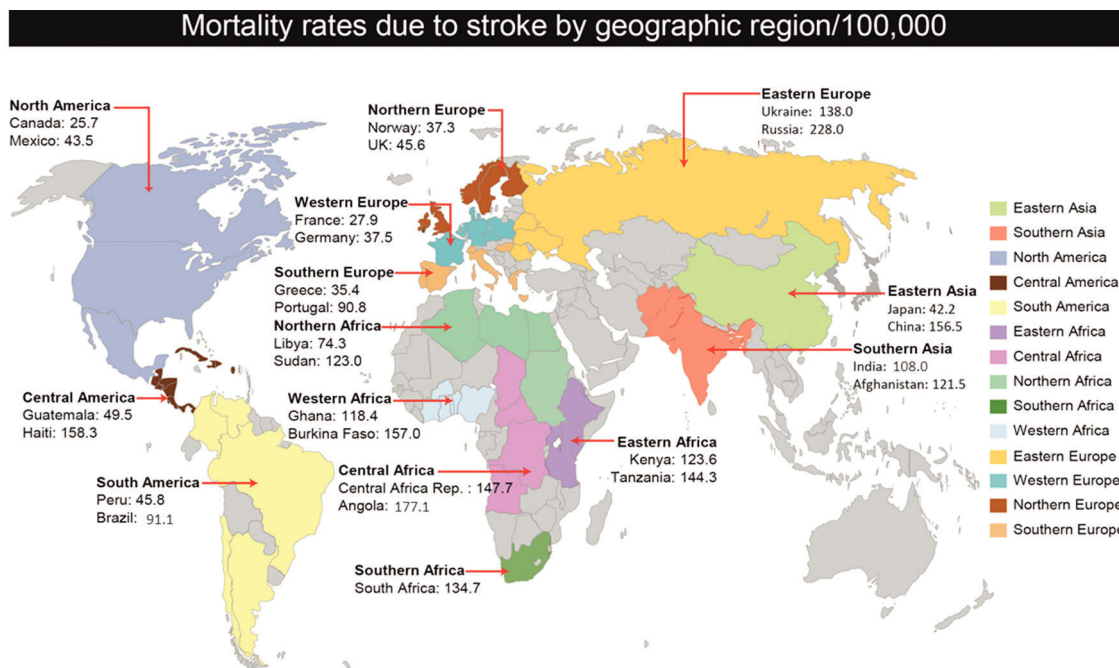 Mortality rates due to stroke by geographic region/100,000
North America
Canada: 25.7
Mexico: 43.5
Northern Europe
Norway: 37.3
UK: 45.6
Eastern Europe
Ukraine: 138.0
Russia: 228.0
Western Europe
France: 27.9
Germany: 37.5
Southern Europe
Greece: 35.4
Portugal: 90.8
Northern Africa
Libya: 74.3
Sudan: 123.0
Eastern Asia
Japan: 42.2
China: 156.5
Southern Asia
India: 108.0
Afghanistan: 121.5
Central America
Guatemala: 49.5
Haiti: 158.3
Western Africa
Ghana: 118.4
Burkina Faso: 157.0
Eastern Africa
Kenya: 123.6
Tanzania: 144.3
South America
Peru: 45.8
Brazil: 91.1
Central Africa
Central Africa Rep. : 147.7
Angola: 177.1
Southern Africa
South Africa: 134.7
Eastern Asia
Southern Asia
North America
Central America
South America
Eastern Africa
Central Africa
Northern Africa
Southern Africa
Western Africa
Eastern Europe
Western Europe
Northern Europe
Southern Europe